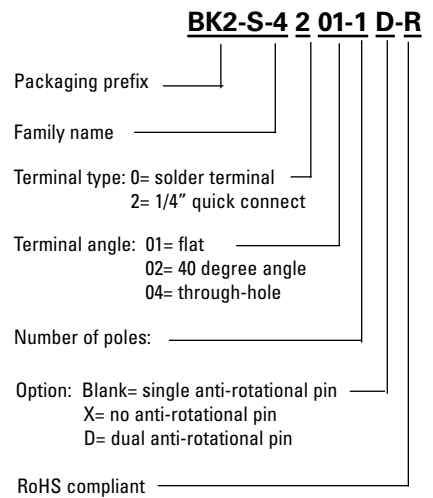 BK2-S-4 2 01-1 D-R
Packaging prefix
Family name
Terminal type: 0= solder terminal
2= 1/4” quick connect
Terminal angle: 01= flat
02= 40 degree angle
04= through-hole
Number of poles:
Option: Blank= single anti-rotational pin
X= no anti-rotational pin
D= dual anti-rotational pin
RoHS compliant